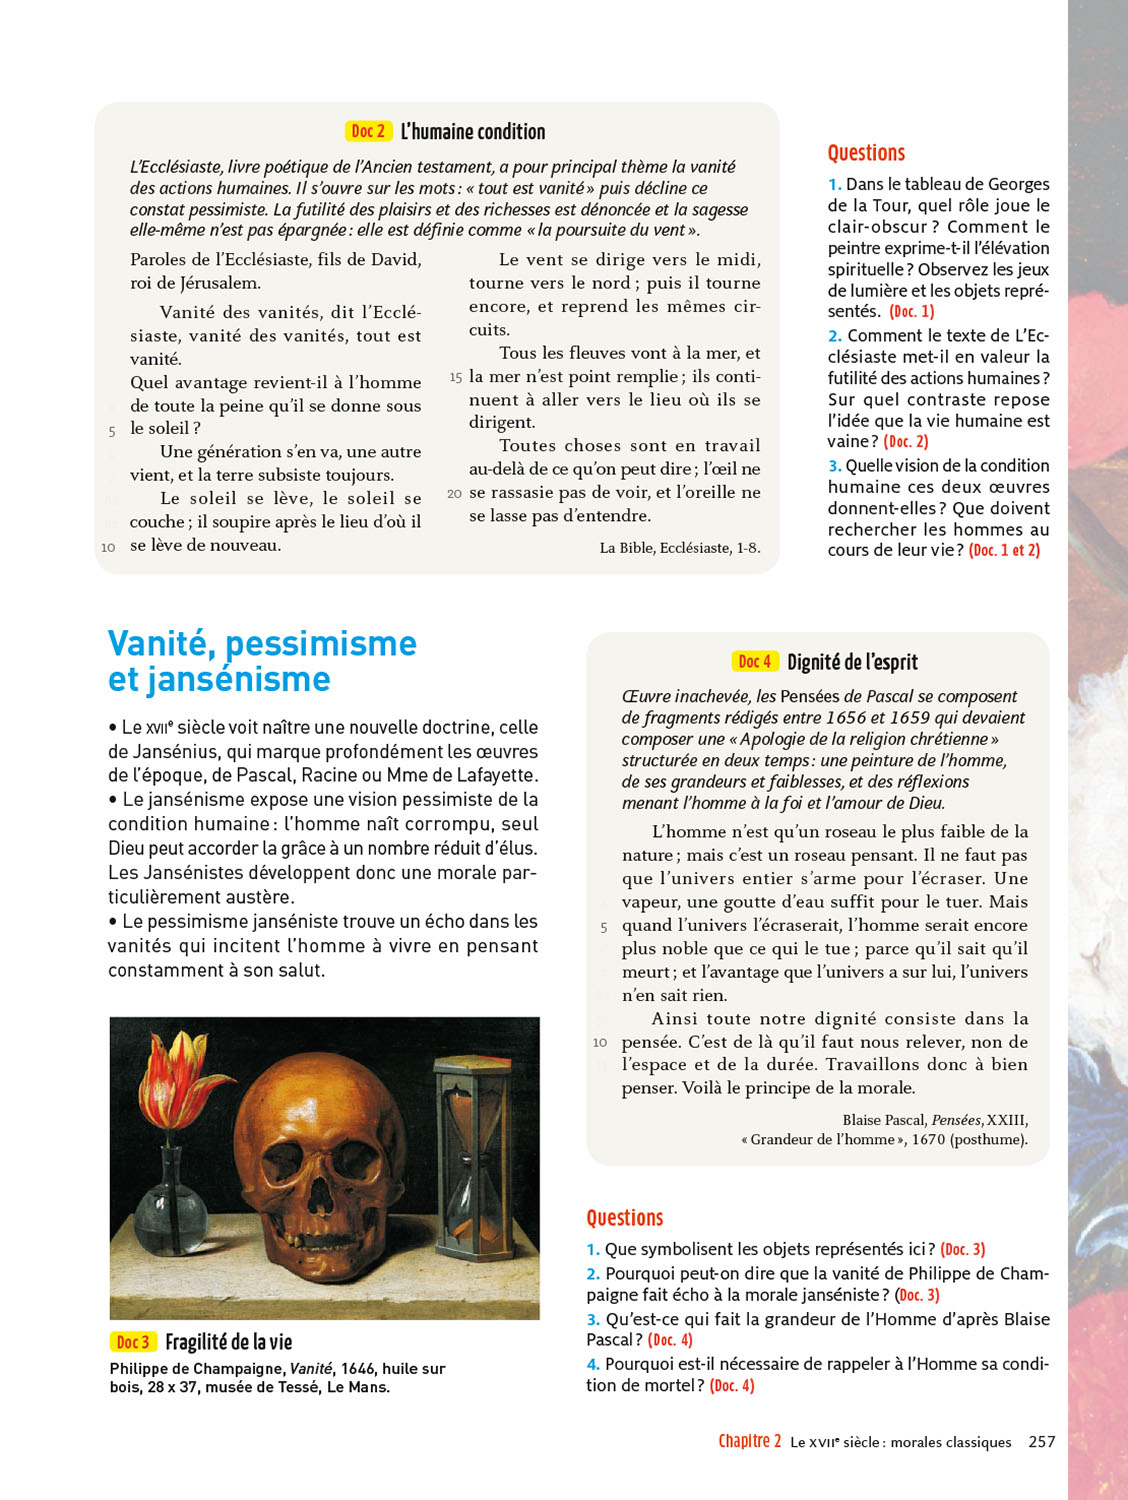 Doc 2 L'humaine condition
L'Ecclésiaste, livre poétique de l'Ancien testament, a pour principal thème la vanité
des actions humaines. Il s'ouvre sur les mots : « tout est vanité » puis décline ce
constat pessimiste. La futilité des plaisirs et des richesses est dénoncée et la sagesse
elle-même n'est pas épargnée : elle est définie comme « la poursuite du vent ».
Paroles de l'Ecclésiaste, fils de David,
roi de Jérusalem.
Vanité des vanités, dit l'Ecclé-
siaste, vanité des vanités, tout est
vanité.
Quel avantage revient-il à l'homme
de toute la peine qu'il se donne sous
5 le soleil ?
Une génération s'en va, une autre
vient, et la terre subsiste toujours.
Le soleil se lève, le soleil se
couche ; il soupire après le lieu d'où il
10 se lève de nouveau.
Le vent se dirige vers le midi,
tourne vers le nord ; puis il tourne
encore, et reprend les mêmes cir-
cuits.
Tous les fleuves vont à la mer, et
15 la mer n'est point remplie ; ils conti-
nuent à aller vers le lieu où ils se
dirigent.
Toutes choses sont en travail
au-delà de ce qu'on peut dire ; l'œil ne
20 se rassasie pas de voir, et l'oreille ne
se lasse pas d'entendre.
La Bible, Ecclésiaste, 1-8.
Questions
1. Dans le tableau de Georges
de la Tour, quel rôle joue le
clair-obscur ? Comment le
peintre exprime-t-il l'élévation
spirituelle ? Observez les jeux
de lumière et les objets repré-
sentés. (Doc. 1)
2. Comment le texte de L'Ec-
clésiaste met-il en valeur la
futilité des actions humaines ?
Sur quel contraste repose
l'idée que la vie humaine est
vaine ? (Doc. 2)
3. Quelle vision de la condition
humaine ces deux œuvres
donnent-elles ? Que doivent
rechercher les hommes au
cours de leur vie ? (Doc. 1 et 2)
Vanité, pessimisme
et jansénisme
• Le XVIIe siècle voit naître une nouvelle doctrine, celle
de Jansénius, qui marque profondément les œuvres
de l'époque, de Pascal, Racine ou Mme de Lafayette.
• Le jansénisme expose une vision pessimiste de la
condition humaine : l'homme naît corrompu, seul
Dieu peut accorder la grâce à un nombre réduit d'élus.
Les Jansénistes développent donc une morale par-
ticulièrement austère.
• Le pessimisme janséniste trouve un écho dans les
vanités qui incitent l'homme à vivre en pensant
constamment à son salut.
Doc 3 Fragilité de la vie
Philippe de Champaigne, Vanité, 1646, huile sur
bois, 28 x 37, musée de Tessé, Le Mans.
Doc 4 Dignité de l'esprit
Œuvre inachevée, les Pensées de Pascal se composent
de fragments rédigés entre 1656 et 1659 qui devaient
composer une « Apologie de la religion chrétienne »
structurée en deux temps : une peinture de l'homme,
de ses grandeurs et faiblesses, et des réflexions
menant l'homme à la foi et l'amour de Dieu.
L'homme n'est qu'un roseau le plus faible de la
nature ; mais c'est un roseau pensant. Il ne faut pas
que l'univers entier s'arme pour l'écraser. Une
vapeur, une goutte d'eau suffit pour le tuer. Mais
5 quand l'univers l'écraserait, l'homme serait encore
plus noble que ce qui le tue ; parce qu'il sait qu'il
meurt ; et l'avantage que l'univers a sur lui, l'univers
n'en sait rien.
Ainsi toute notre dignité consiste dans la
10 pensée. C'est de là qu'il faut nous relever, non de
l'espace et de la durée. Travaillons donc à bien
penser. Voilà le principe de la morale.
Blaise Pascal, Pensées, XXIII,
« Grandeur de l'homme », 1670 (posthume).
Questions
1. Que symbolisent les objets représentés ici ? (Doc. 3)
2. Pourquoi peut-on dire que la vanité de Philippe de Cham-
paigne fait écho à la morale janséniste ? (Doc. 3)
3. Qu'est-ce qui fait la grandeur de l'Homme d'après Blaise
Pascal ? (Doc. 4)
4. Pourquoi est-il nécessaire de rappeler à l'Homme sa condi-
tion de mortel ? (Doc. 4)
Chapitre 2 Le XVIIe siècle : morales classiques 257